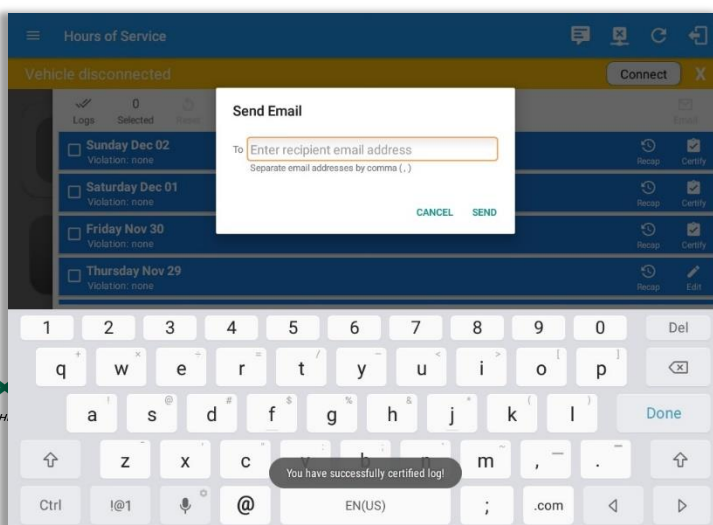 Hours of Service
Vehicle disconnected
Connect X
Logs
0
Selected
Reset
Email
Send Email
To Enter recipient email address
Separate email addresses by comma (,)
CANCEL SEND
Sunday Dec 02
Violation: none
Recap Certify
Saturday Dec 01
Violation: none
Recap Certify
Friday Nov 30
Violation: none
Recap Certify
Thursday Nov 29
Violation: none
Recap Edit
1 2 3 4 5 6 7 8 9 0 Del
q w e r t y u i o p
a s d f g h j k l Done
z x c v b n m , .
You have successfully certified log!
Ctrl !@1 @ EN(US) ; .com